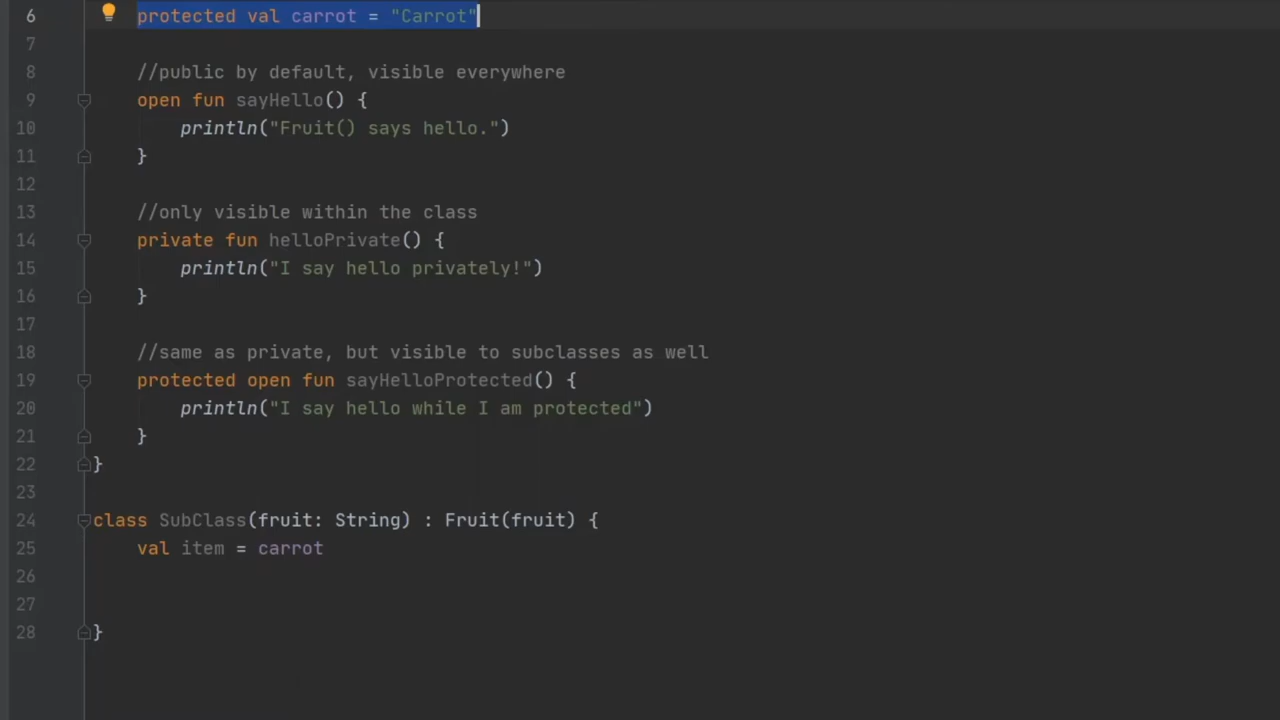 6 protected val carrot = "Carrot"
7
8 //public by default, visible everywhere
9 open fun sayHello() {
10 println("Fruit() says hello.")
11 }
12
13 //only visible within the class
14 private fun helloPrivate() {
15 println("I say hello privately!")
16 }
17
18 //same as private, but visible to subclasses as well
19 protected open fun sayHelloProtected() {
20 println("I say hello while I am protected")
21 }
22 }
23
24 class SubClass(fruit: String) : Fruit(fruit) {
25 val item = carrot
26
27
28 }